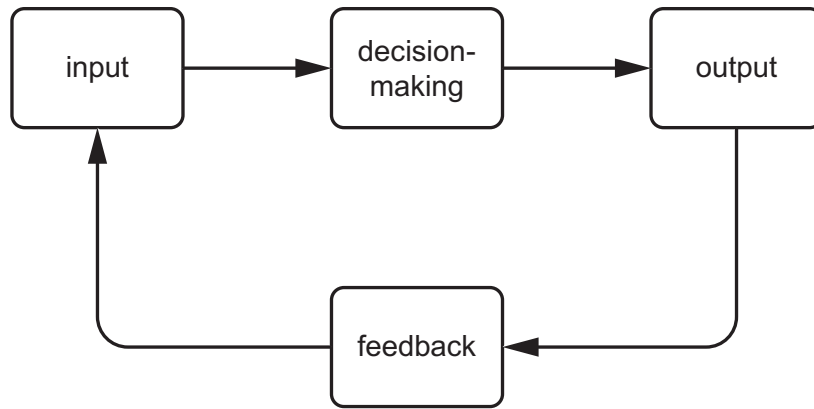 input
decision-
making
output
feedback